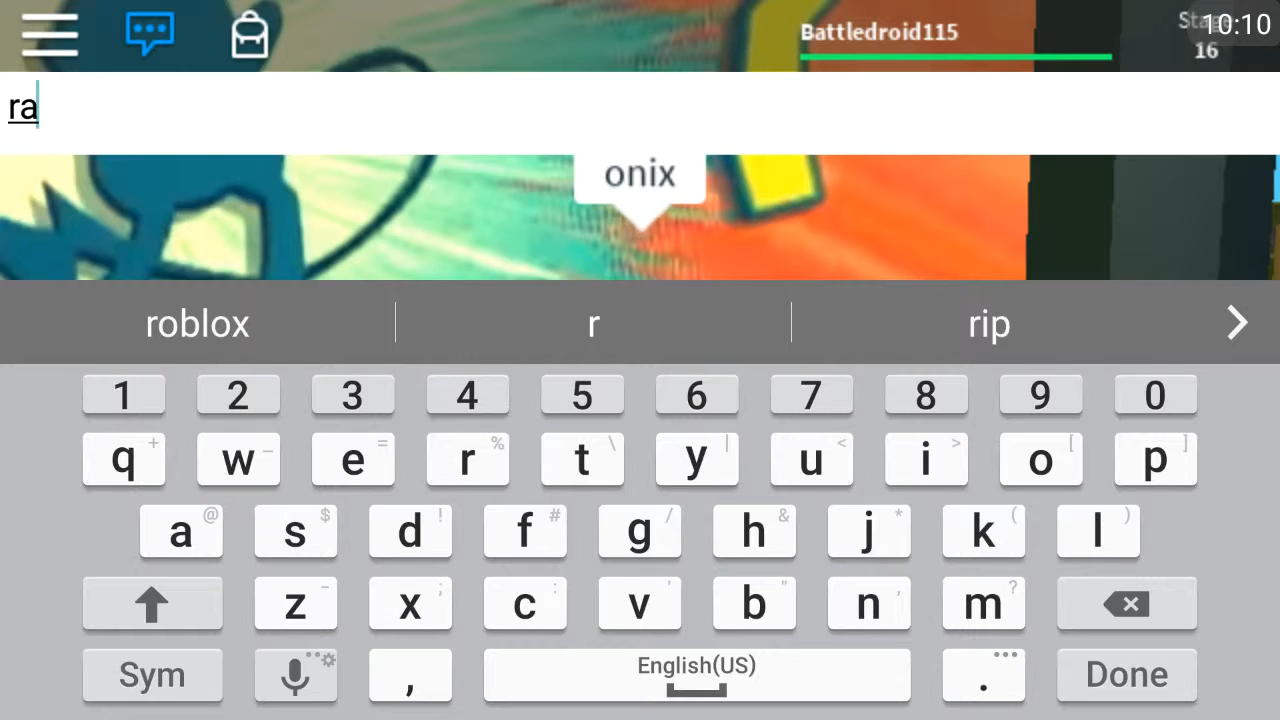 Battledroid115
Stage
10:10
16
ra
onix
roblox
r
rip
1 2 3 4 5 6 7 8 9 0
q + w _ e = r % t \ y | u < i > o [ p ]
a @ s $ d ! f # g / h & j * k ( l )
z - x ; c : v ' b " n , m ?
Sym , English(US) . Done